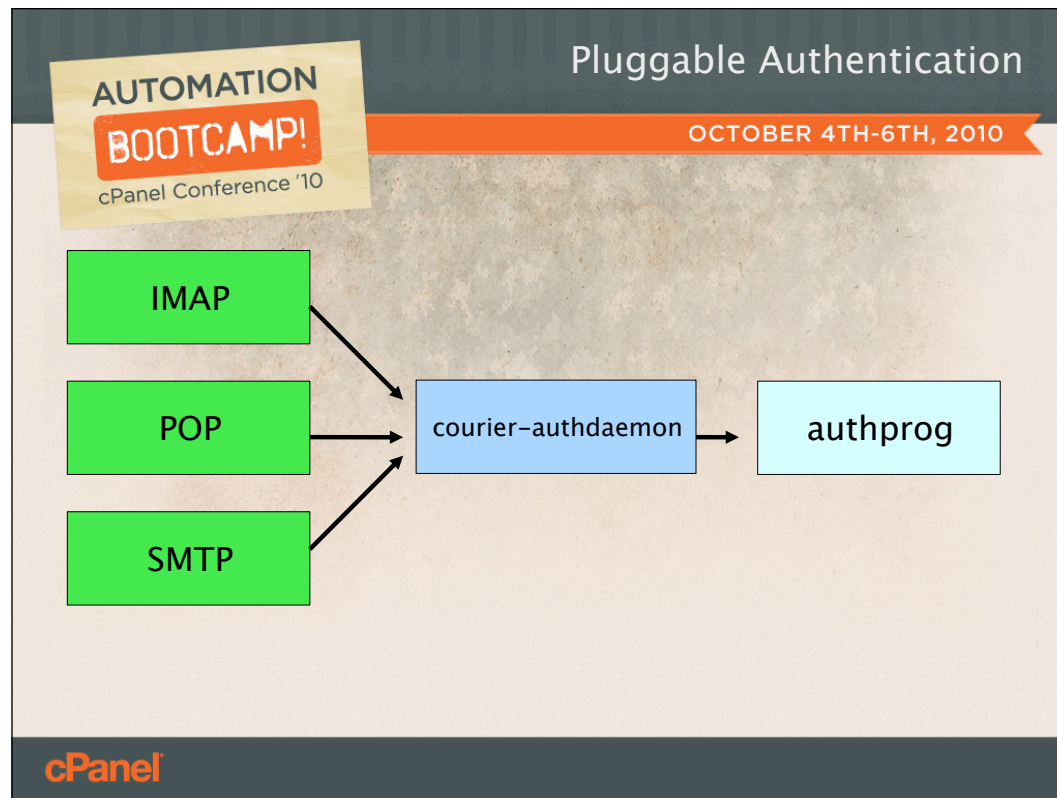 Pluggable Authentication
AUTOMATION
BOOTCAMP!
cPanel Conference '10
OCTOBER 4TH-6TH, 2010
IMAP
POP
SMTP
courier-authdaemon
authprog
cPanel